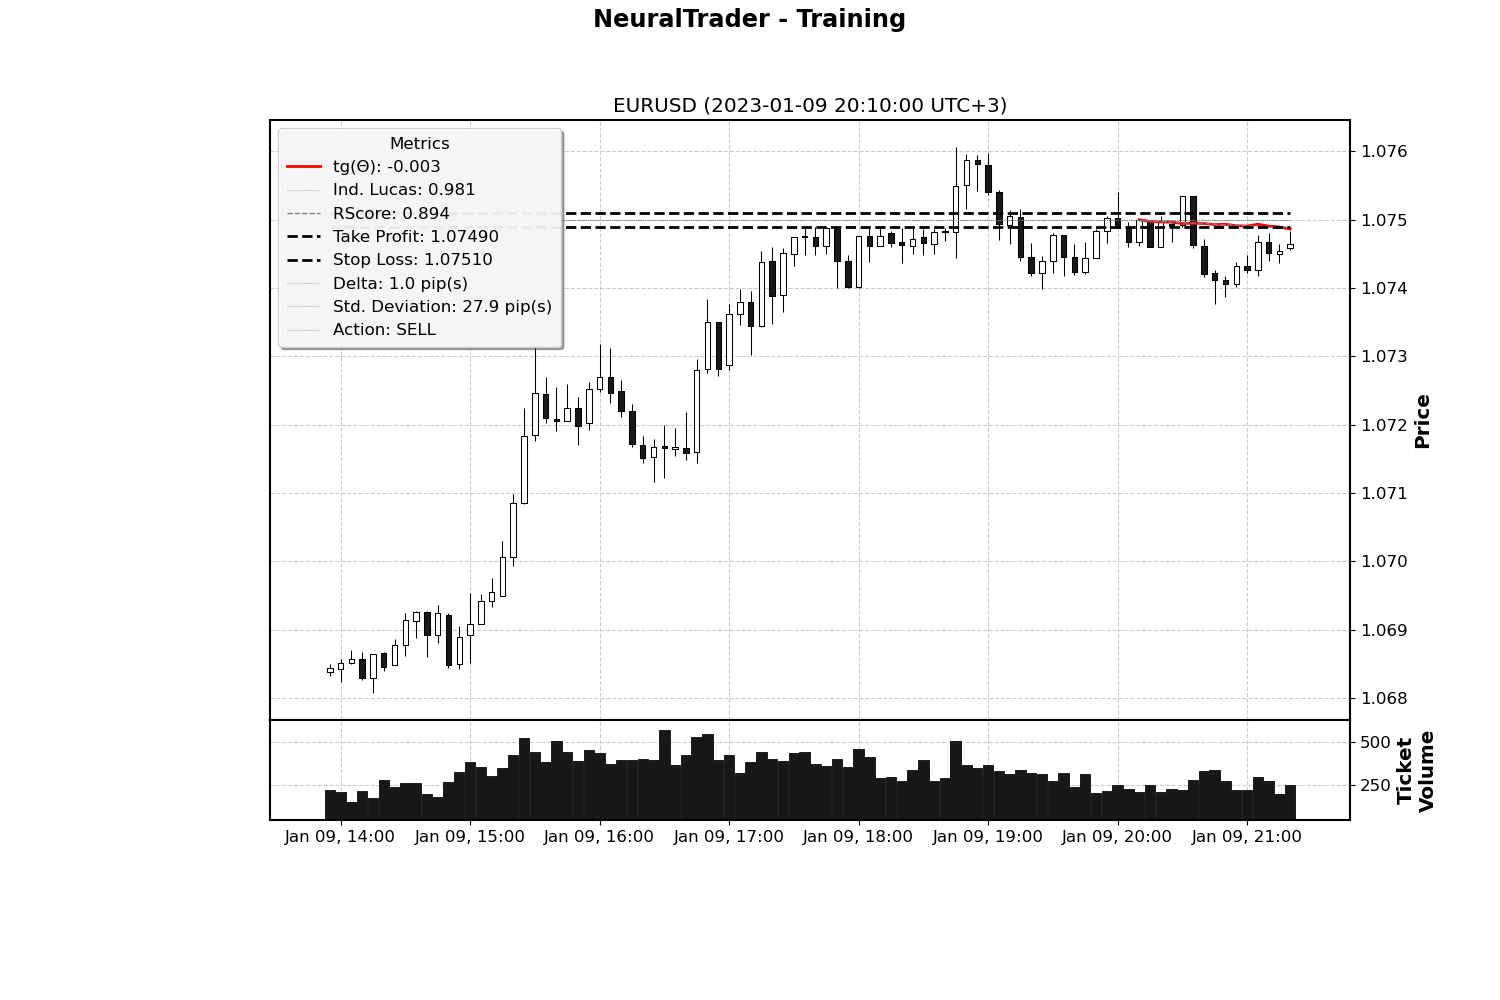 NeuralTrader - Training
EURUSD (2023-01-09 20:10:00 UTC+3)
Metrics
tg(Θ): -0.003
Ind. Lucas: 0.981
RScore: 0.894
Take Profit: 1.07490
Stop Loss: 1.07510
Delta: 1.0 pip(s)
Std. Deviation: 27.9 pip(s)
Action: SELL
1.076
1.075
1.074
1.073
1.072
1.071
1.070
1.069
1.068
Price
500
250
Ticket
Volume
Jan 09, 14:00
Jan 09, 15:00
Jan 09, 16:00
Jan 09, 17:00
Jan 09, 18:00
Jan 09, 19:00
Jan 09, 20:00
Jan 09, 21:00